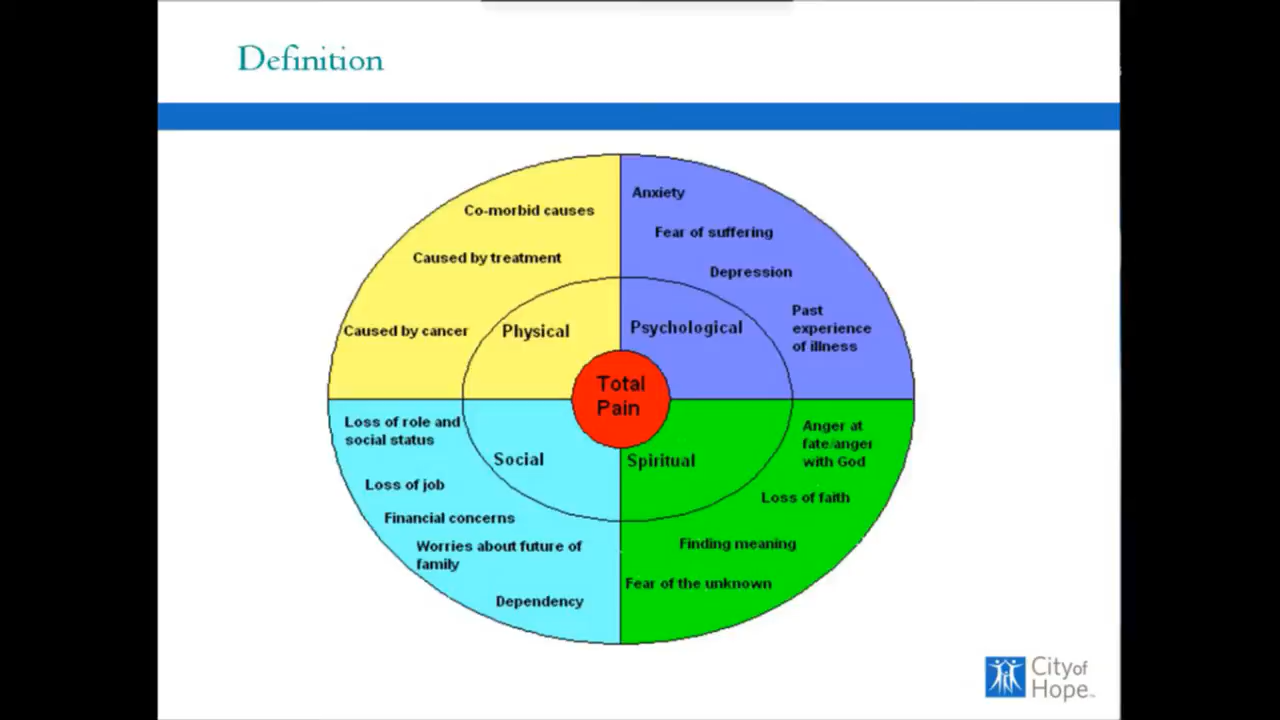 Definition
Co-morbid causes
Caused by treatment
Caused by cancer
Physical
Anxiety
Fear of suffering
Depression
Past
experience
of illness
Psychological
Total
Pain
Loss of role and
social status
Loss of job
Financial concerns
Worries about future of
family
Dependency
Social
Spiritual
Anger at
fate/anger
with God
Loss of faith
Finding meaning
Fear of the unknown
City of
Hope